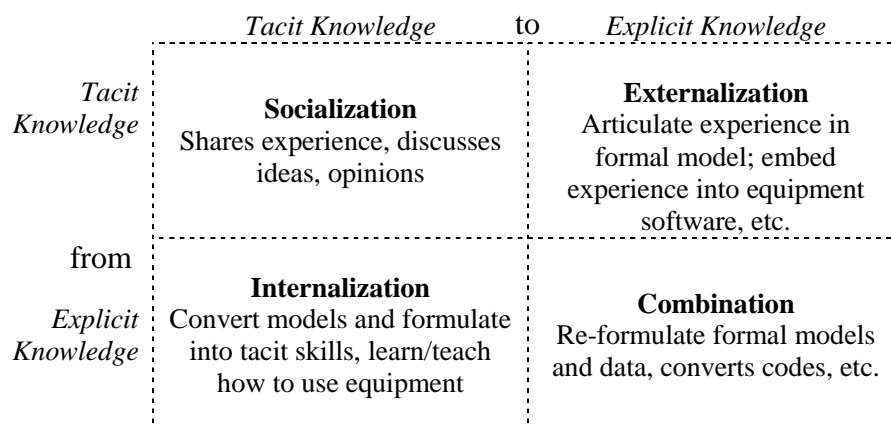 Tacit Knowledge to Explicit Knowledge
Tacit
Knowledge
Socialization
Shares experience, discusses
ideas, opinions
Externalization
Articulate experience in
formal model; embed
experience into equipment
software, etc.
from
Explicit
Knowledge
Internalization
Convert models and formulate
into tacit skills, learn/teach
how to use equipment
Combination
Re-formulate formal models
and data, converts codes, etc.